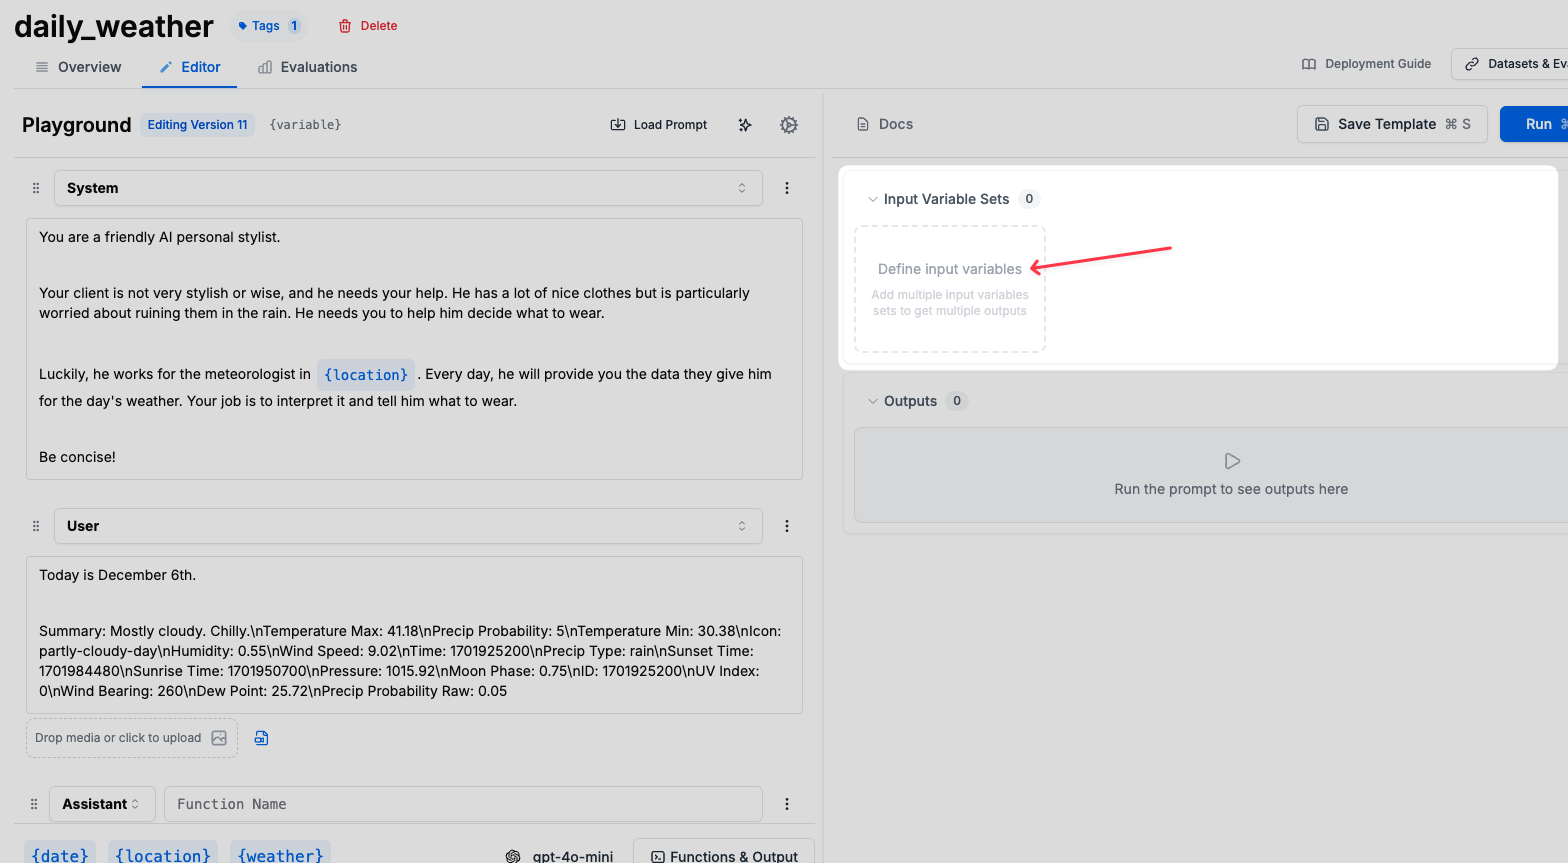 daily_weather
Tags 1
Delete
Overview
Editor
Evaluations
Deployment Guide
Datasets & Ev
Playground
Editing Version 11
{variable}
Load Prompt
Docs
Save Template ⌘ S
Run ⌘
System
You are a friendly AI personal stylist.
Your client is not very stylish or wise, and he needs your help. He has a lot of nice clothes but is particularly
worried about ruining them in the rain. He needs you to help him decide what to wear.
Luckily, he works for the meteorologist in {location} . Every day, he will provide you the data they give him
for the day's weather. Your job is to interpret it and tell him what to wear.
Be concise!
User
Today is December 6th.
Summary: Mostly cloudy. Chilly.\nTemperature Max: 41.18\nPrecip Probability: 5\nTemperature Min: 30.38\nIcon:
partly-cloudy-day\nHumidity: 0.55\nWind Speed: 9.02\nTime: 1701925200\nPrecip Type: rain\nSunset Time:
1701984480\nSunrise Time: 1701950700\nPressure: 1015.92\nMoon Phase: 0.75\nID: 1701925200\nUV Index:
0\nWind Bearing: 260\nDew Point: 25.72\nPrecip Probability Raw: 0.05
Drop media or click to upload
Assistant
Function Name
{date} {location} {weather}
gpt-4o-mini
Functions & Output
Input Variable Sets 0
Define input variables
Add multiple input variables
sets to get multiple outputs
Outputs 0
Run the prompt to see outputs here